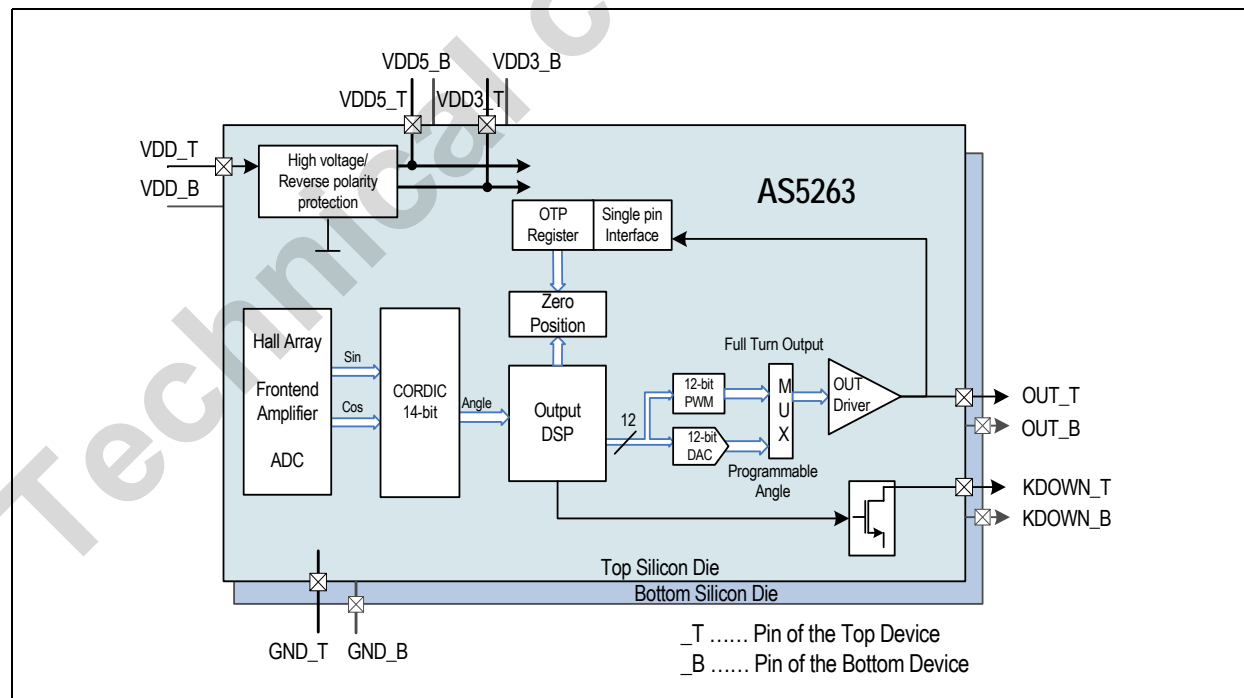 Technical c
VDD5_B
VDD3_B
VDD5_T
VDD3_T
VDD_T
VDD_B
High voltage/
Reverse polarity
protection
AS5263
OTP
Register
Single pin
Interface
Zero
Position
Hall Array
Frontend
Amplifier
ADC
Sin
Cos
CORDIC
14-bit
Angle
Output
DSP
12
12-bit
PWM
12-bit
DAC
Full Turn Output
M
U
X
Programmable
Angle
OUT
Driver
OUT_T
OUT_B
KDOWN_T
KDOWN_B
Top Silicon Die
Bottom Silicon Die
GND_T
GND_B
_T …... Pin of the Top Device
_B …... Pin of the Bottom Device